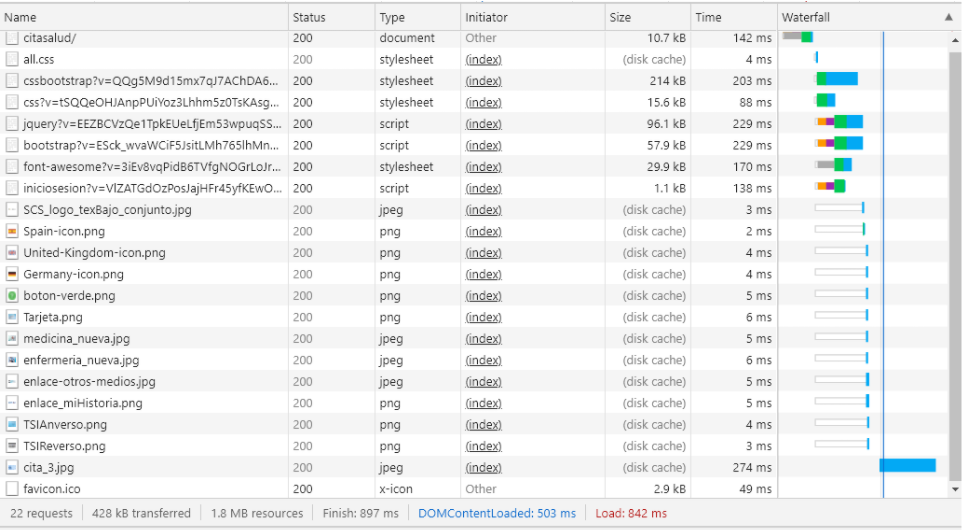 Name Status Type Initiator Size Time Waterfall
citasalud/ 200 document Other 10.7 kB 142 ms
all.css 200 stylesheet (index) (disk cache) 4 ms
cssbootstrap?v=QQg5M9d15mx7qJ7AChDA6... 200 stylesheet (index) 214 kB 203 ms
css?v=tSQQeOHJAnpPUiYoz3Lhhm5z0TsKAsg... 200 stylesheet (index) 15.6 kB 88 ms
jquery?v=EEZBCVzQe1TpkEUeLfjEm53wpuqSS... 200 script (index) 96.1 kB 229 ms
bootstrap?v=ESck_wvaWCiF5JsitLMh765lhMn... 200 script (index) 57.9 kB 229 ms
font-awesome?v=3iEv8vqPidB6TVfgNOGrLoJr... 200 stylesheet (index) 29.9 kB 170 ms
iniciosesion?v=VlZATGdOzPosJajHFr45yfKEwO... 200 script (index) 1.1 kB 138 ms
SCS_logo_texBajo_conjunto.jpg 200 jpeg (index) (disk cache) 3 ms
Spain-icon.png 200 png (index) (disk cache) 2 ms
United-Kingdom-icon.png 200 png (index) (disk cache) 4 ms
Germany-icon.png 200 png (index) (disk cache) 4 ms
boton-verde.png 200 png (index) (disk cache) 5 ms
Tarjeta.png 200 png (index) (disk cache) 6 ms
medicina_nueva.jpg 200 jpeg (index) (disk cache) 5 ms
enfermeria_nueva.jpg 200 jpeg (index) (disk cache) 6 ms
enlace-otros-medios.jpg 200 jpeg (index) (disk cache) 5 ms
enlace_miHistoria.png 200 png (index) (disk cache) 5 ms
TSIAnverso.png 200 png (index) (disk cache) 4 ms
TSIReverso.png 200 png (index) (disk cache) 3 ms
cita_3.jpg 200 jpeg (index) (disk cache) 274 ms
favicon.ico 200 x-icon Other 2.9 kB 49 ms
22 requests 428 kB transferred 1.8 MB resources Finish: 897 ms DOMContentLoaded: 503 ms Load: 842 ms